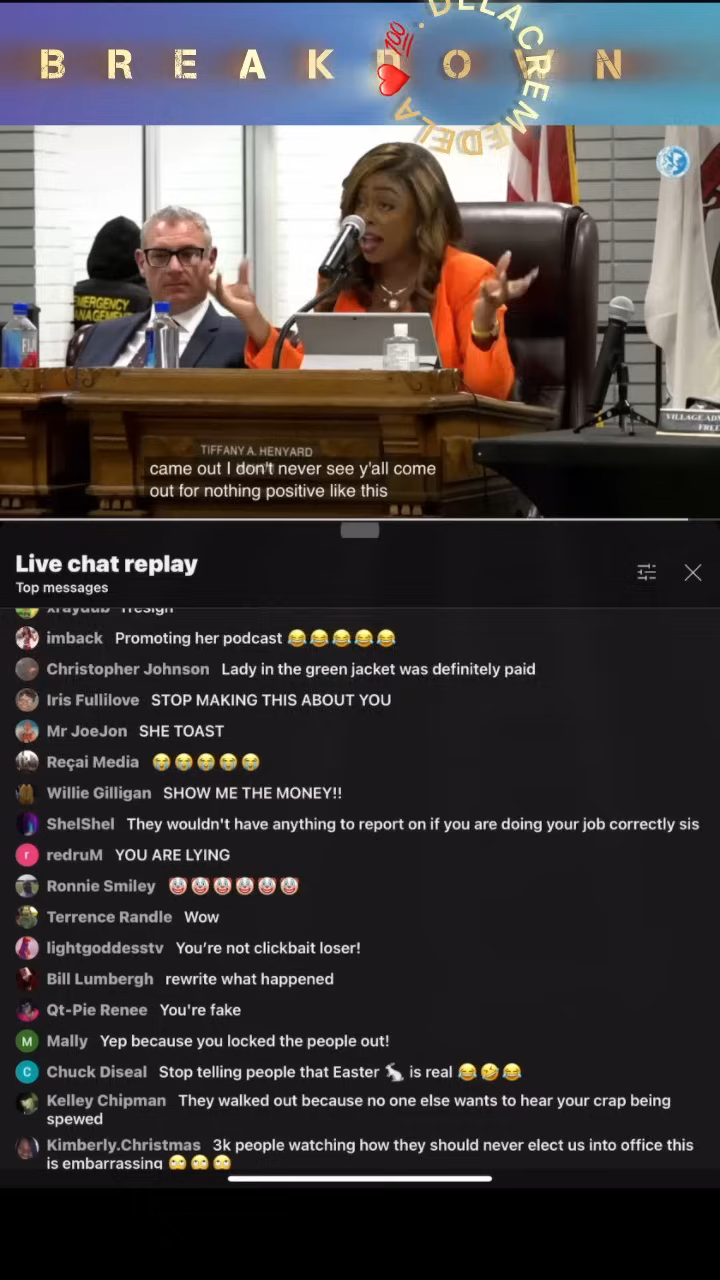 B R E A K D O W N
DELACREMEDELA
EMERGENCY
MANAGEMENT
TIFFANY A. HENYARD
came out I don't never see y'all come
out for nothing positive like this
VILLAGE
Live chat replay
Top messages
xraydub I resign
imback Promoting her podcast 😂😂😂😂😂
Christopher Johnson Lady in the green jacket was definitely paid
Iris Fullilove STOP MAKING THIS ABOUT YOU
Mr JoeJon SHE TOAST
Reçai Media 😭😭😭😭😭
Willie Gilligan SHOW ME THE MONEY!!
ShelShel They wouldn't have anything to report on if you are doing your job correctly sis
r redruM YOU ARE LYING
Ronnie Smiley 🤡🤡🤡🤡🤡🤡
Terrence Randle Wow
lightgoddesstv You’re not clickbait loser!
Bill Lumbergh rewrite what happened
Qt-Pie Renee You're fake
M Mally Yep because you locked the people out!
C Chuck Diseal Stop telling people that Easter 🐇 is real 😂🤣😂
Kelley Chipman They walked out because no one else wants to hear your crap being
spewed
Kimberly.Christmas 3k people watching how they should never elect us into office this
is embarrassing 🙄🙄🙄